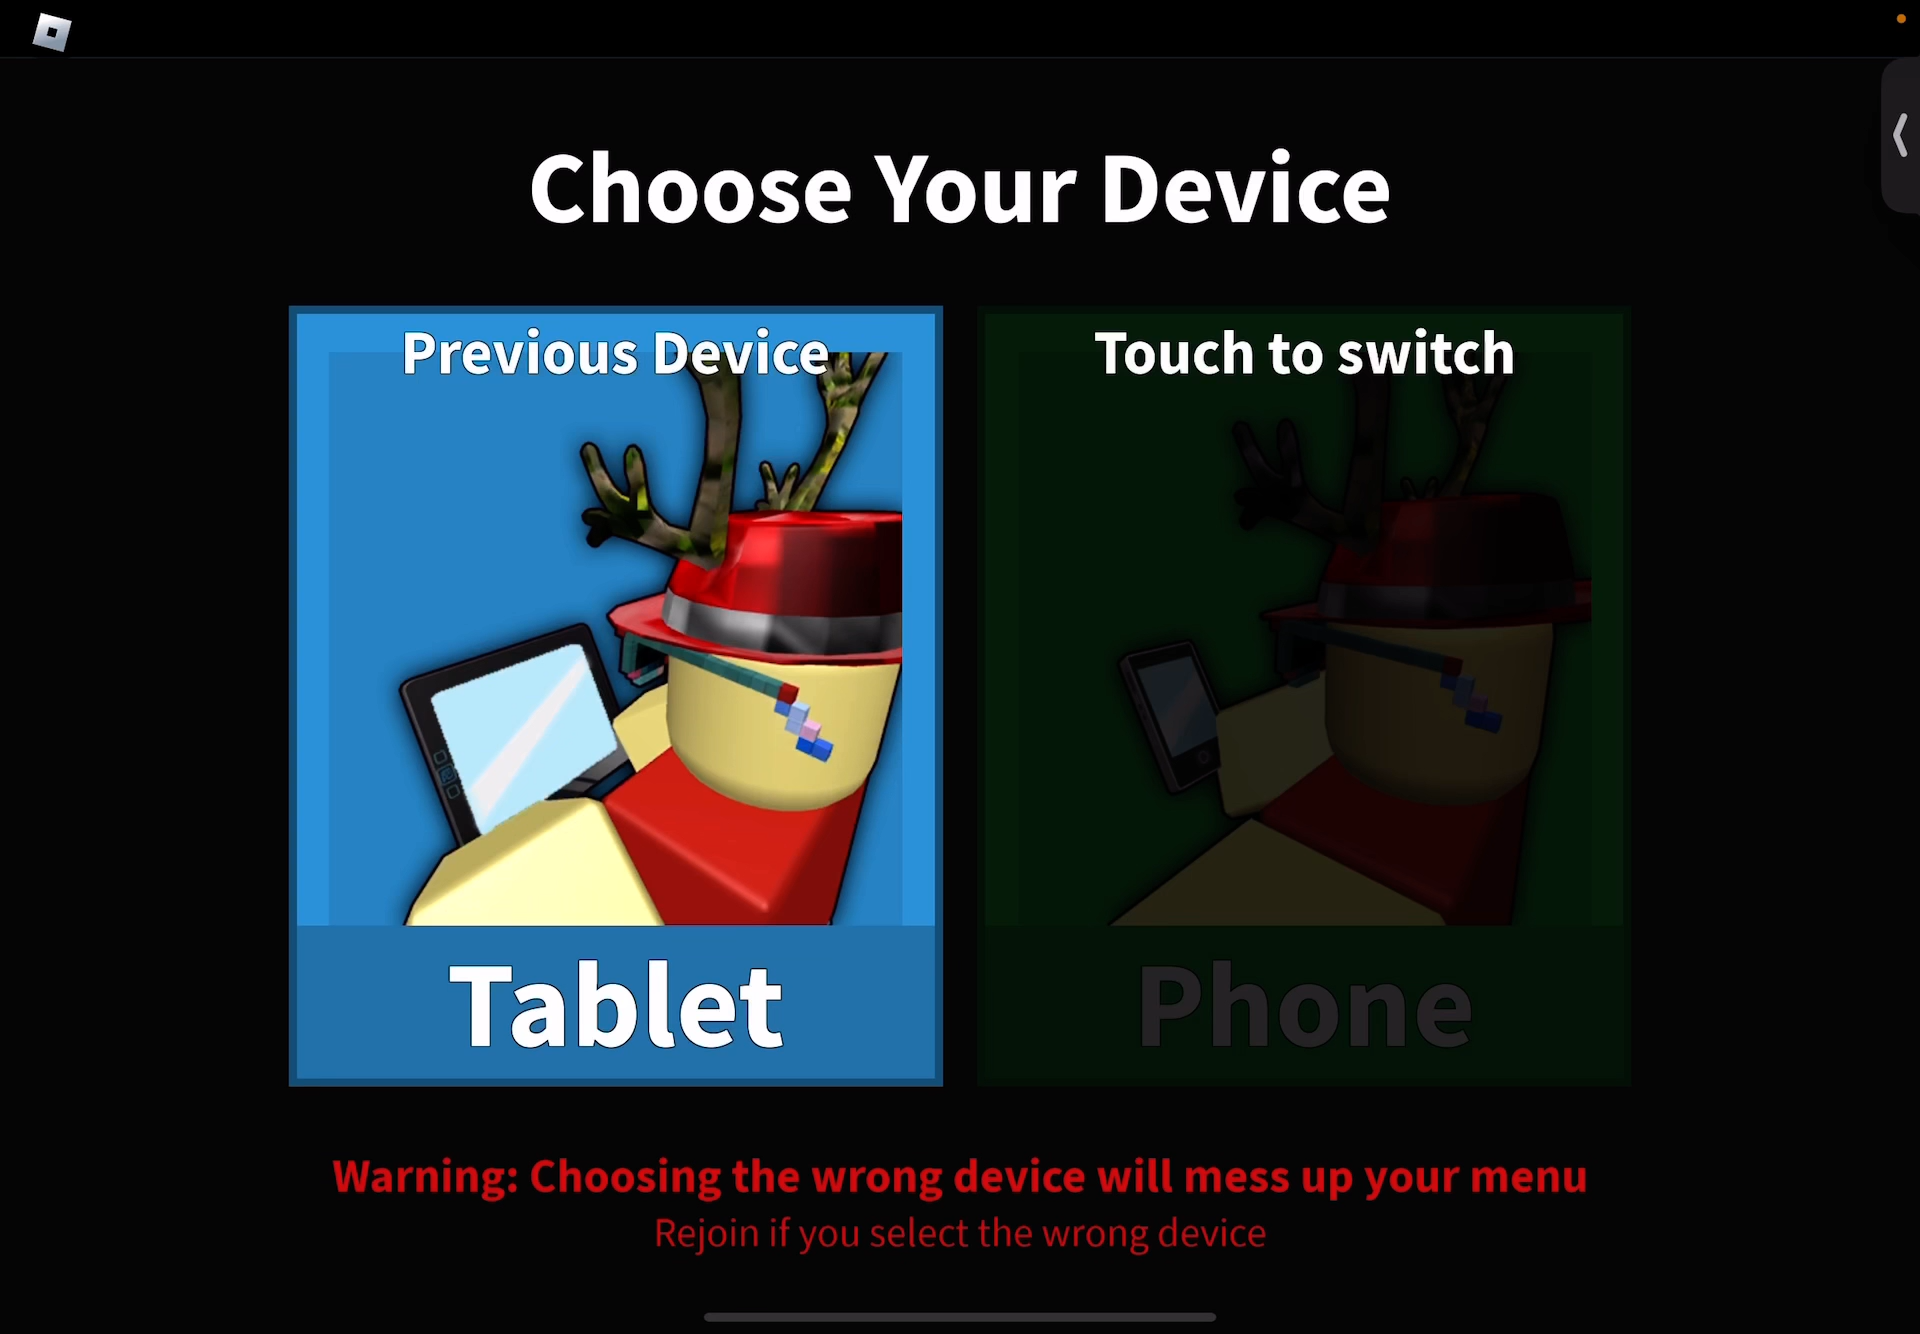 Choose Your Device
Previous Device
Tablet
Touch to switch
Phone
Warning: Choosing the wrong device will mess up your menu
Rejoin if you select the wrong device